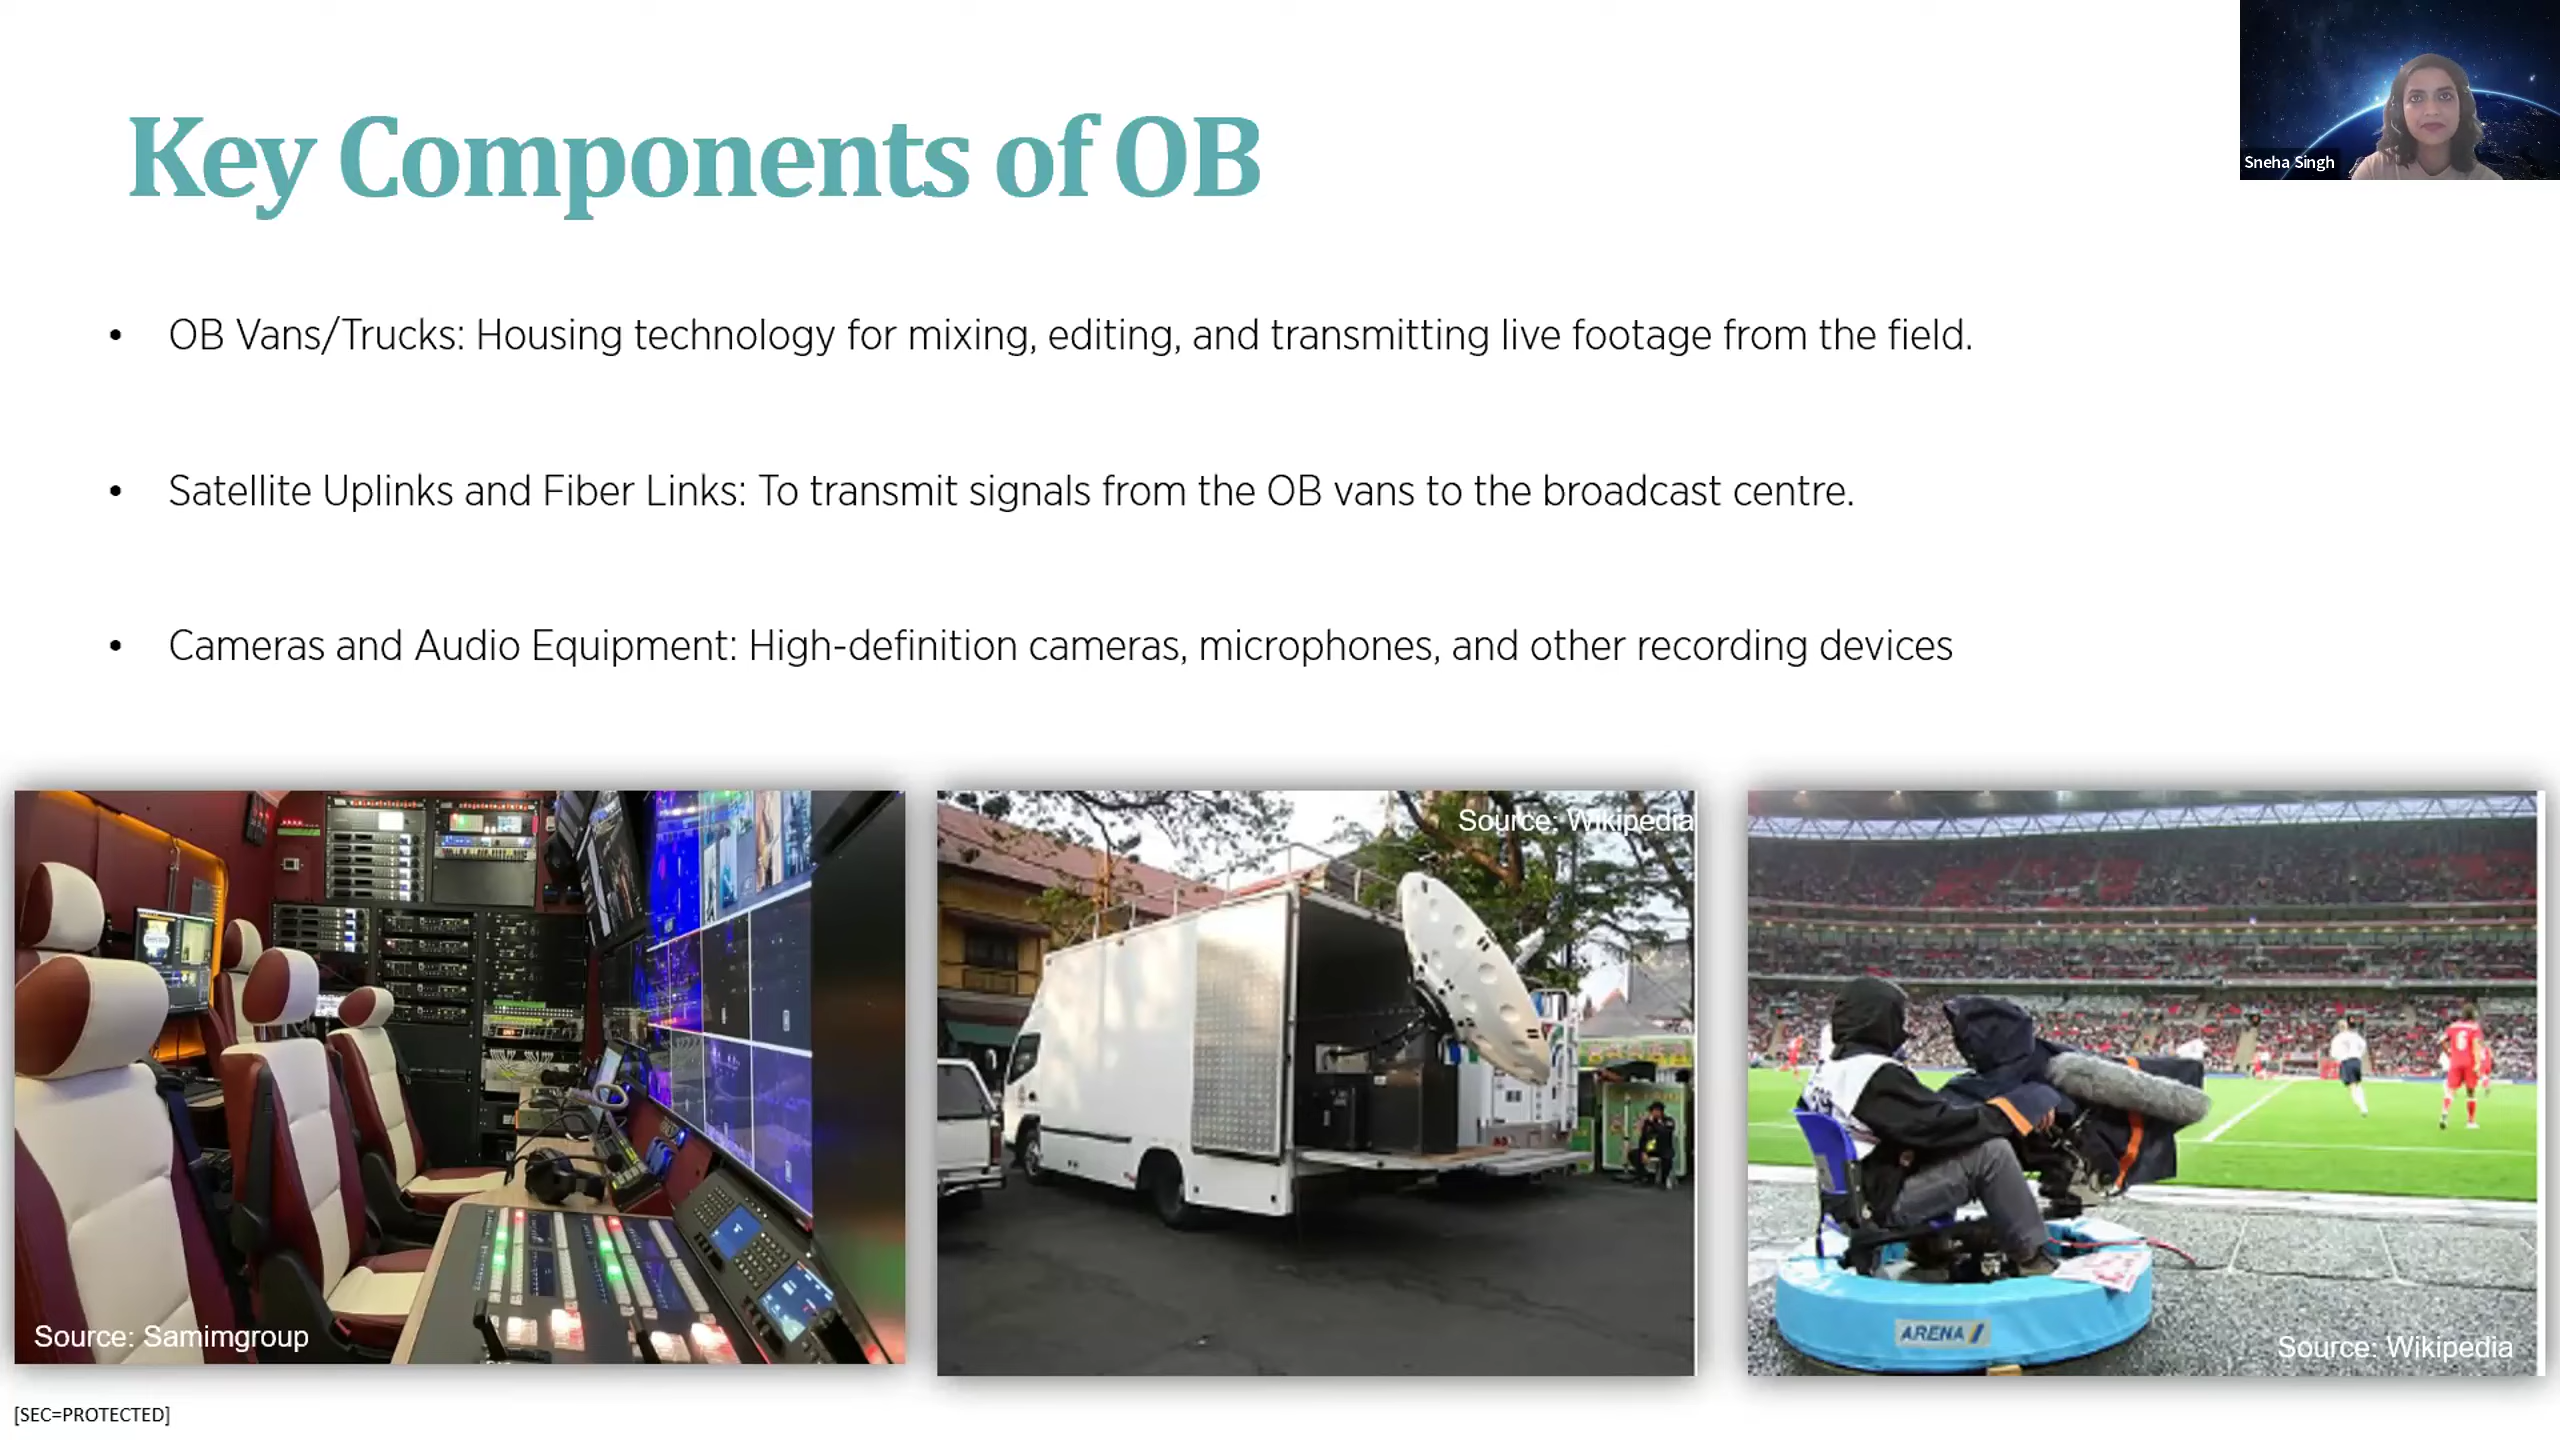 Key Components of OB
Sneha Singh
• OB Vans/Trucks: Housing technology for mixing, editing, and transmitting live footage from the field.
• Satellite Uplinks and Fiber Links: To transmit signals from the OB vans to the broadcast centre.
• Cameras and Audio Equipment: High-definition cameras, microphones, and other recording devices
Source: Samimgroup
Source: Wikipedia
ARENA
Source: Wikipedia
[SEC=PROTECTED]